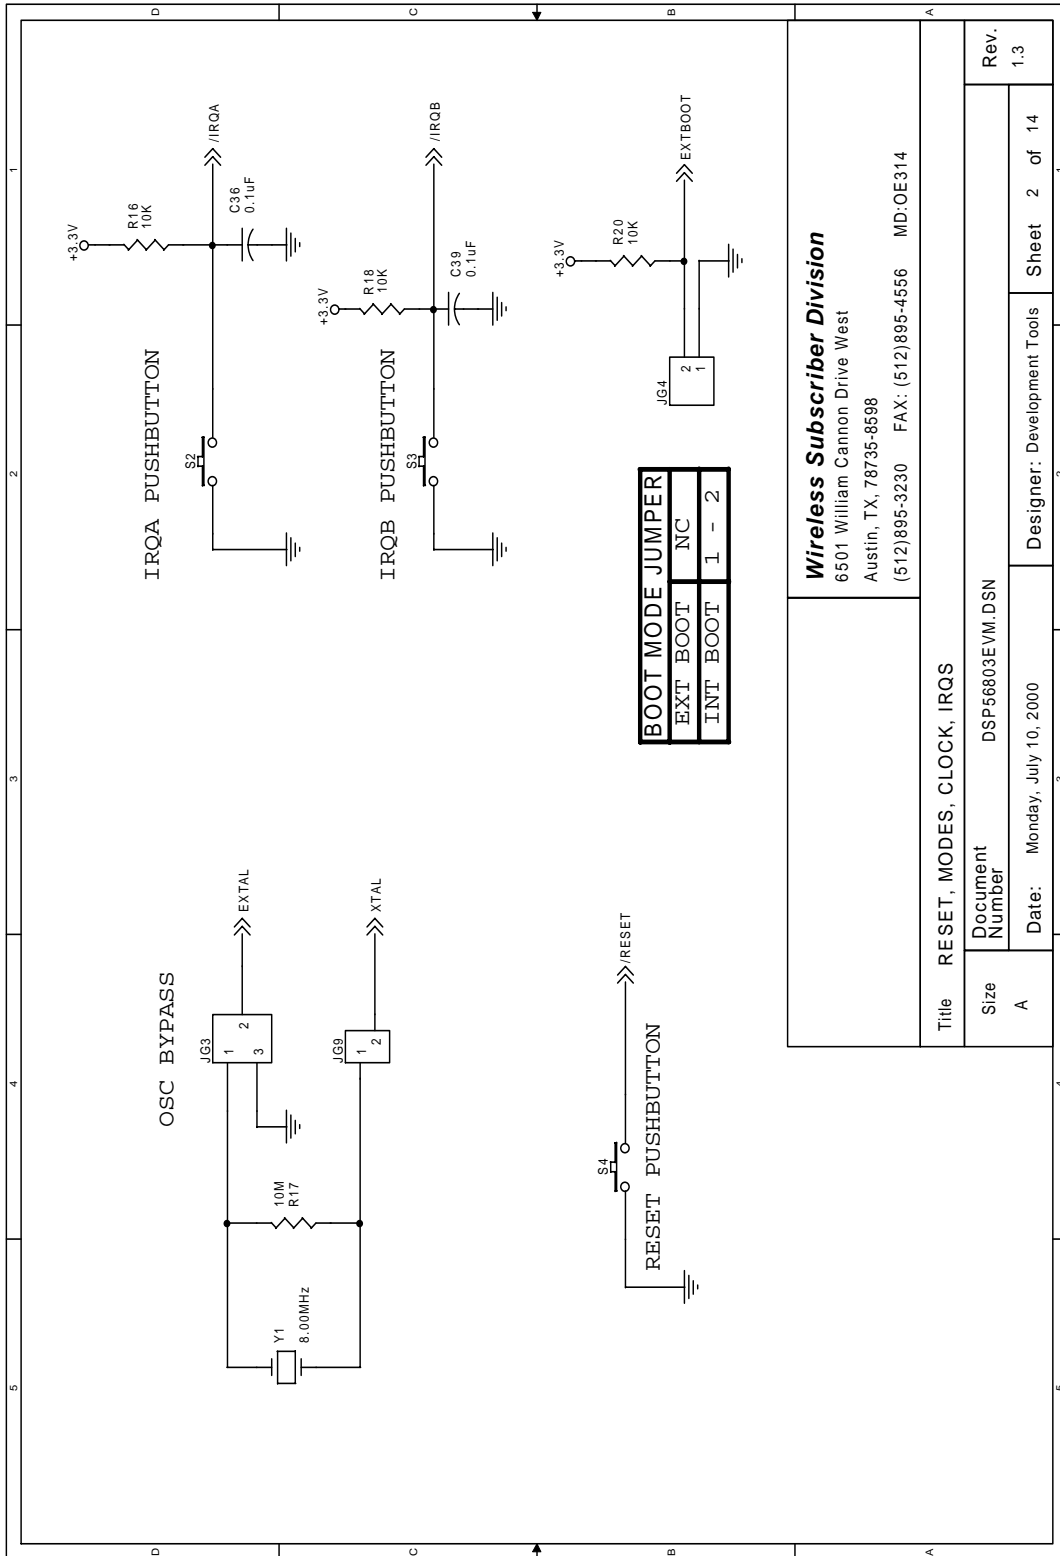 5
4
3
2
1
D
D
OSC BYPASS
JG3
1
2
3
EXTAL
Y1
8.00MHz
10M
R17
JG9
1
2
XTAL
IRQA PUSHBUTTON
S2
+3.3V
R16
10K
/IRQA
C36
0.1uF
C
C
IRQB PUSHBUTTON
S3
+3.3V
R18
10K
/IRQB
C39
0.1uF
S4
/RESET
RESET PUSHBUTTON
B
B
BOOT MODE JUMPER
EXT BOOT NC
INT BOOT 1 - 2
JG4
2
1
+3.3V
R20
10K
EXTBOOT
A
A
Wireless Subscriber Division
6501 William Cannon Drive West
Austin, TX, 78735-8598
(512)895-3230 FAX: (512)895-4556 MD:OE314
Title RESET, MODES, CLOCK, IRQS
Size
A
Document
Number
DSP56803EVM.DSN
Rev.
1.3
Date: Monday, July 10, 2000
Designer: Development Tools
Sheet 2 of 14
5
4
3
2
1